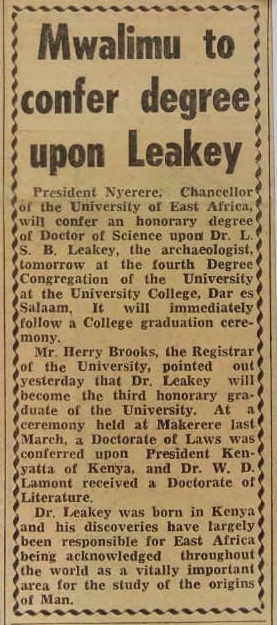 Mwalimu to
confer degree
upon Leakey
President Nyerere, Chancellor
of the University of East Africa,
will confer an honorary degree
of Doctor of Science upon Dr. L.
S. B. Leakey, the archaeologist,
tomorrow at the fourth Degree
Congregation of the University
at the University College, Dar es
Salaam. It will immediately
follow a College graduation cere-
mony.
Mr. Herry Brooks, the Registrar
of the University, pointed out
yesterday that Dr. Leakey will
become the third honorary gra-
duate of the University. At a
ceremony held at Makerere last
March, a Doctorate of Laws was
conferred upon President Ken-
yatta of Kenya, and Dr. W. D.
Lamont received a Doctorate of
Literature.
Dr. Leakey was born in Kenya
and his discoveries have largely
been responsible for East Africa
being acknowledged throughout
the world as a vitally important
area for the study of the origins
of Man.